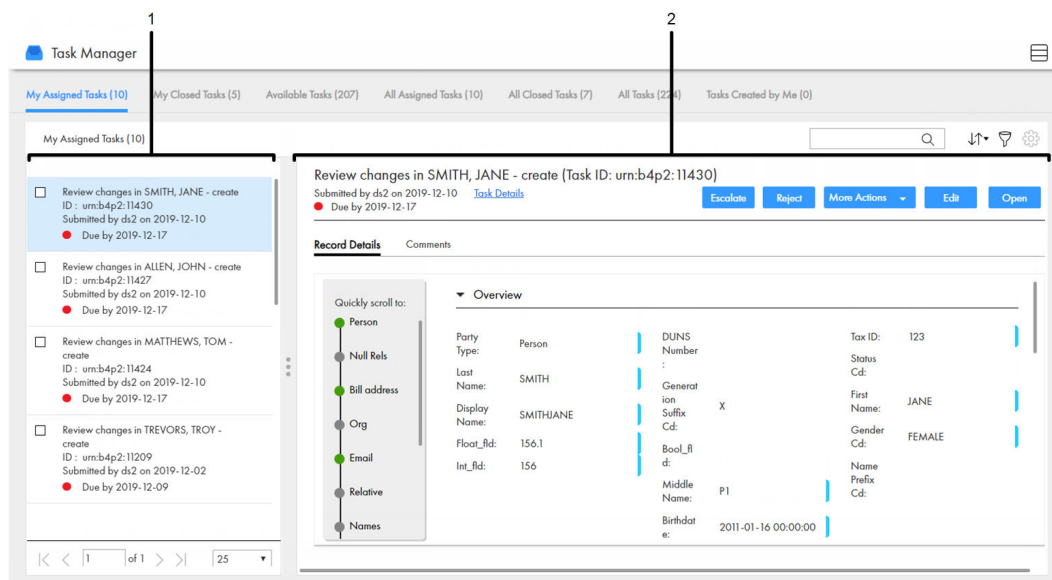 1
2
Task Manager
My Assigned Tasks (10)
My Closed Tasks (5)
Available Tasks (207)
All Assigned Tasks (10)
All Closed Tasks (7)
All Tasks (224)
Tasks Created by Me (0)
My Assigned Tasks (10)
Review changes in SMITH, JANE - create
ID : urn:b4p2:11430
Submitted by ds2 on 2019-12-10
Due by 2019-12-17
Review changes in ALLEN, JOHN - create
ID : urn:b4p2:11427
Submitted by ds2 on 2019-12-10
Due by 2019-12-17
Review changes in MATTHEWS, TOM -
create
ID : urn:b4p2:11424
Submitted by ds2 on 2019-12-10
Due by 2019-12-17
Review changes in TREVORS, TROY -
create
ID : urn:b4p2:11209
Submitted by ds2 on 2019-12-02
Due by 2019-12-09
1 of 1
25
Review changes in SMITH, JANE - create (Task ID: urn:b4p2:11430)
Submitted by ds2 on 2019-12-10 Task Details
Due by 2019-12-17
Escalate
Reject
More Actions
Edit
Open
Record Details
Comments
Quickly scroll to:
Person
Null Rels
Bill address
Org
Email
Relative
Names
Overview
Party
Type:
Person
Last
Name:
SMITH
Display
Name:
SMITHJANE
Float_fld: 156.1
Int_fld: 156
DUNS
Number
:
Generat
ion
Suffix
Cd:
X
Bool_fl
d:
Middle
Name:
P1
Birthdat
e:
2011-01-16 00:00:00
Tax ID: 123
Status
Cd:
First
Name:
JANE
Gender
Cd:
FEMALE
Name
Prefix
Cd: